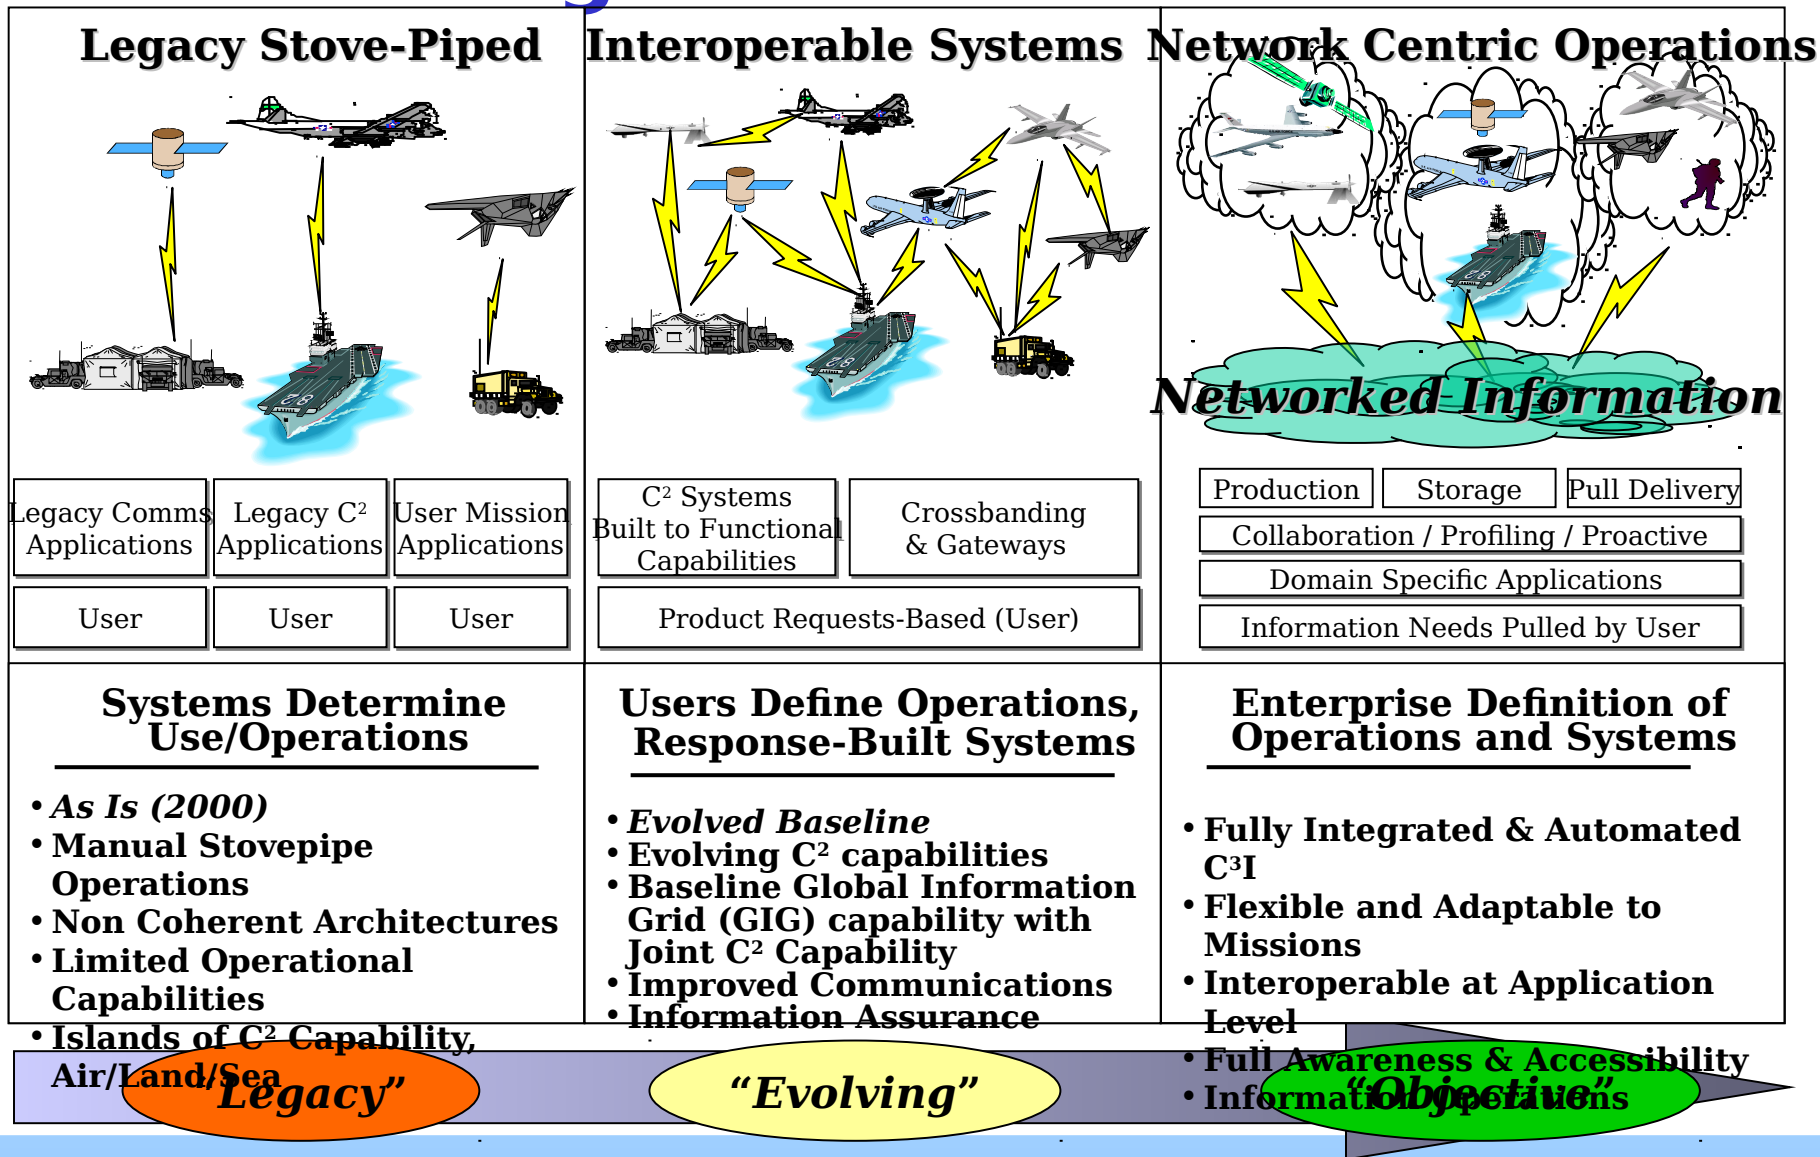 Legacy Stove-Piped
Legacy Comms
Applications
Legacy C²
Applications
User Mission
Applications
User
User
User
Systems Determine
Use/Operations
• As Is (2000)
• Manual Stovepipe
Operations
• Non Coherent Architectures
• Limited Operational
Capabilities
• Islands of C² Capability,
Air/Land/Sea
Interoperable Systems
C² Systems
Built to Functional
Capabilities
Crossbanding
& Gateways
Product Requests-Based (User)
Users Define Operations,
Response-Built Systems
• Evolved Baseline
• Evolving C² capabilities
• Baseline Global Information
Grid (GIG) capability with
Joint C² Capability
• Improved Communications
• Information Assurance
Network Centric Operations
Networked Information
Production
Storage
Pull Delivery
Collaboration / Profiling / Proactive
Domain Specific Applications
Information Needs Pulled by User
Enterprise Definition of
Operations and Systems
• Fully Integrated & Automated
C³I
• Flexible and Adaptable to
Missions
• Interoperable at Application
Level
• Full Awareness & Accessibility
• Information Operations
“Legacy”
“Evolving”
“Objective”